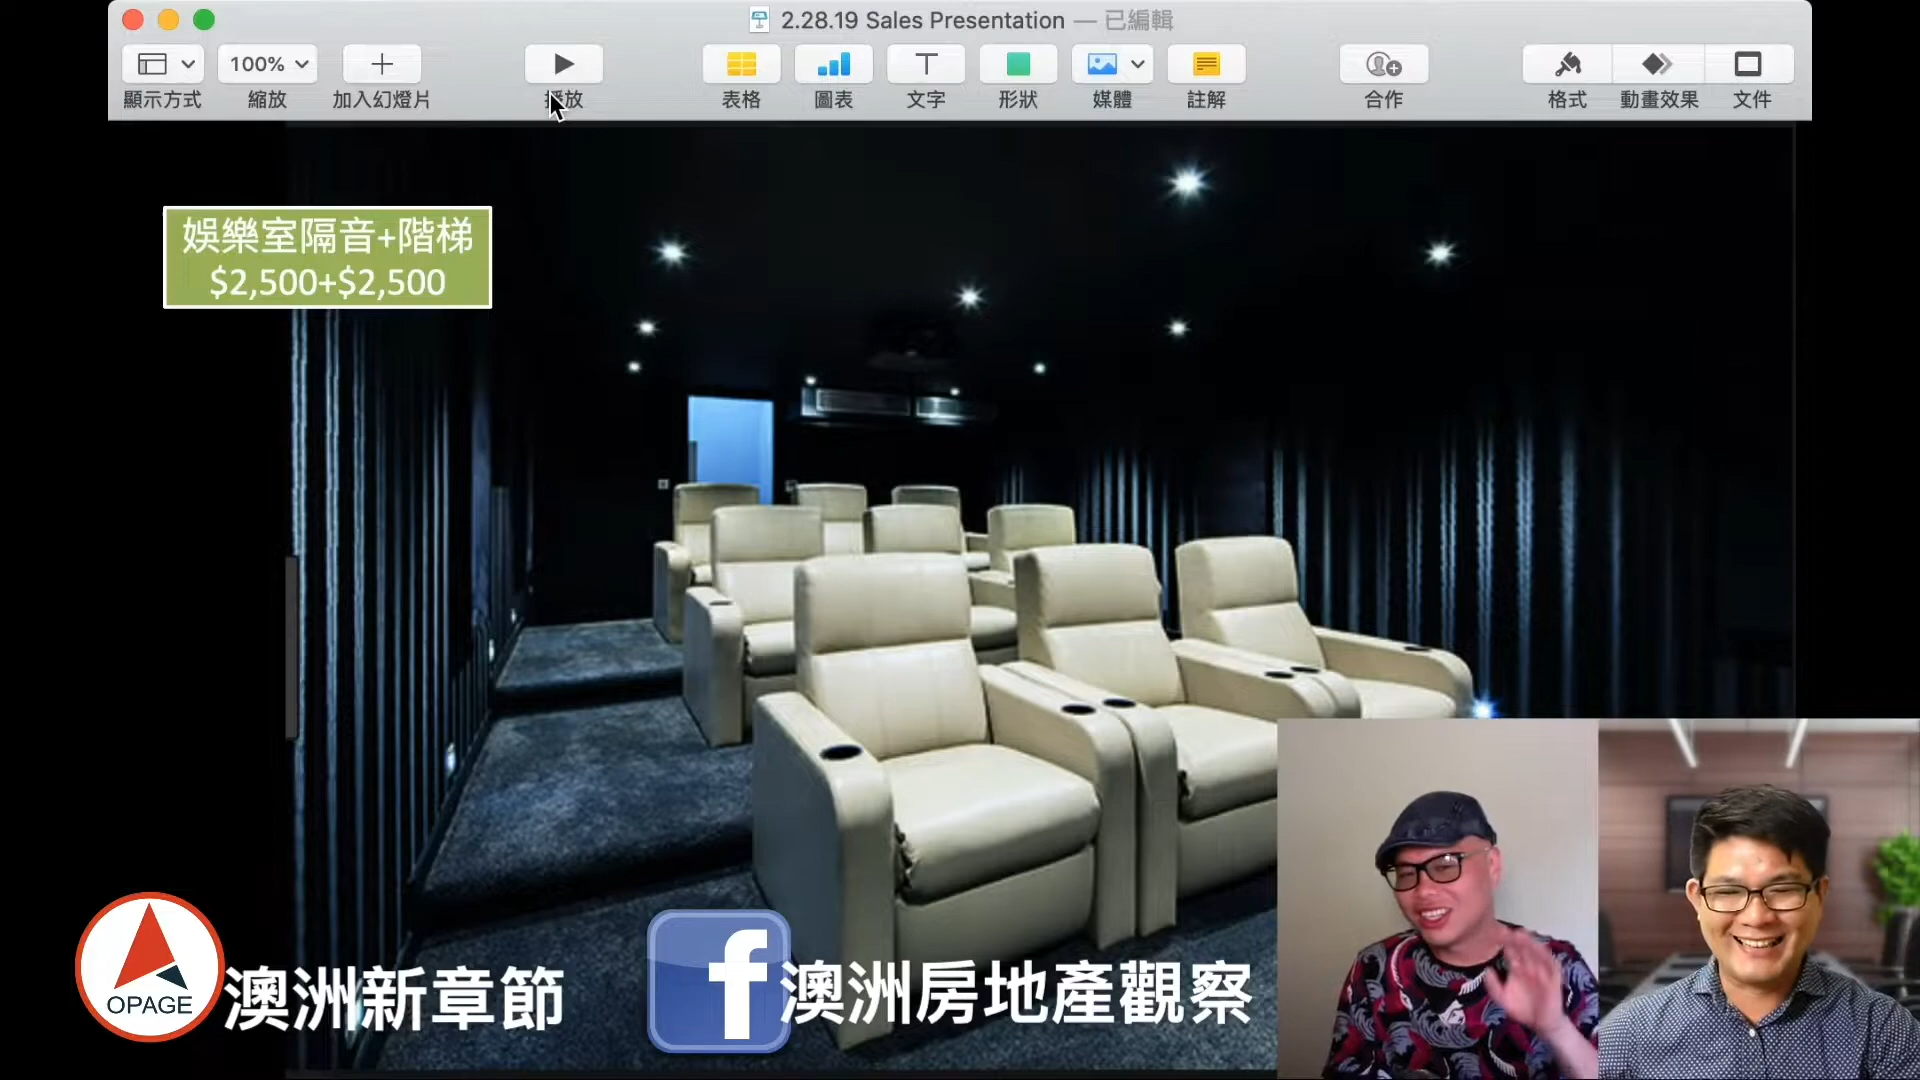 2.28.19 Sales Presentation — 已編輯
100%
顯示方式
縮放
加入幻燈片
播放
表格
圖表
文字
形狀
媒體
註解
合作
格式
動畫效果
文件
娛樂室隔音+階梯
$2,500+$2,500
OPAGE
澳洲新章節
f
澳洲房地產觀察